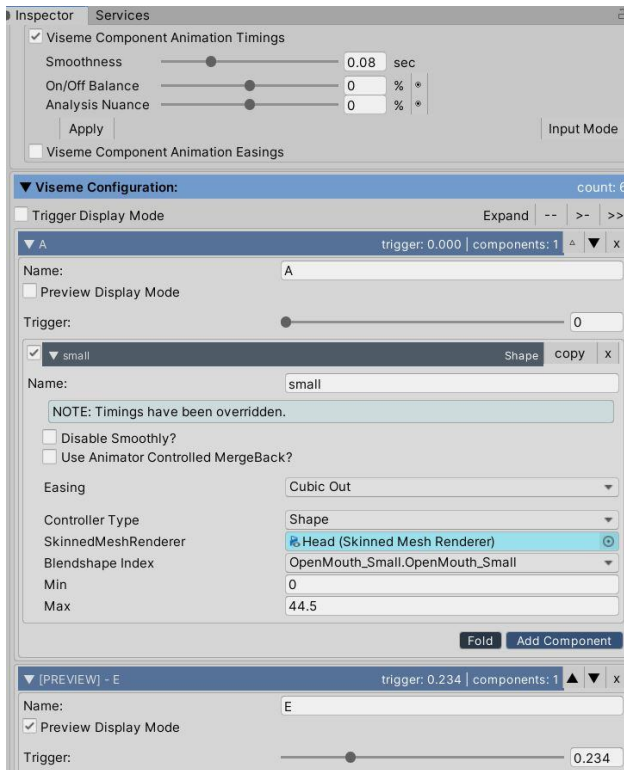 Inspector Services
Viseme Component Animation Timings
Smoothness 0.08 sec
On/Off Balance 0 %
Analysis Nuance 0 %
Apply Input Mode
Viseme Component Animation Easings
▼ Viseme Configuration: count: 6
Trigger Display Mode Expand -- >- >>
▼ A trigger: 0.000 | components: 1 ▵ ▼ x
Name: A
Preview Display Mode
Trigger: 0
▼ small Shape copy x
Name: small
NOTE: Timings have been overridden.
Disable Smoothly?
Use Animator Controlled MergeBack?
Easing Cubic Out
Controller Type Shape
SkinnedMeshRenderer Head (Skinned Mesh Renderer)
Blendshape Index OpenMouth_Small.OpenMouth_Small
Min 0
Max 44.5
Fold Add Component
▼ [PREVIEW] - E trigger: 0.234 | components: 1 ▲ ▼ x
Name: E
Preview Display Mode
Trigger: 0.234